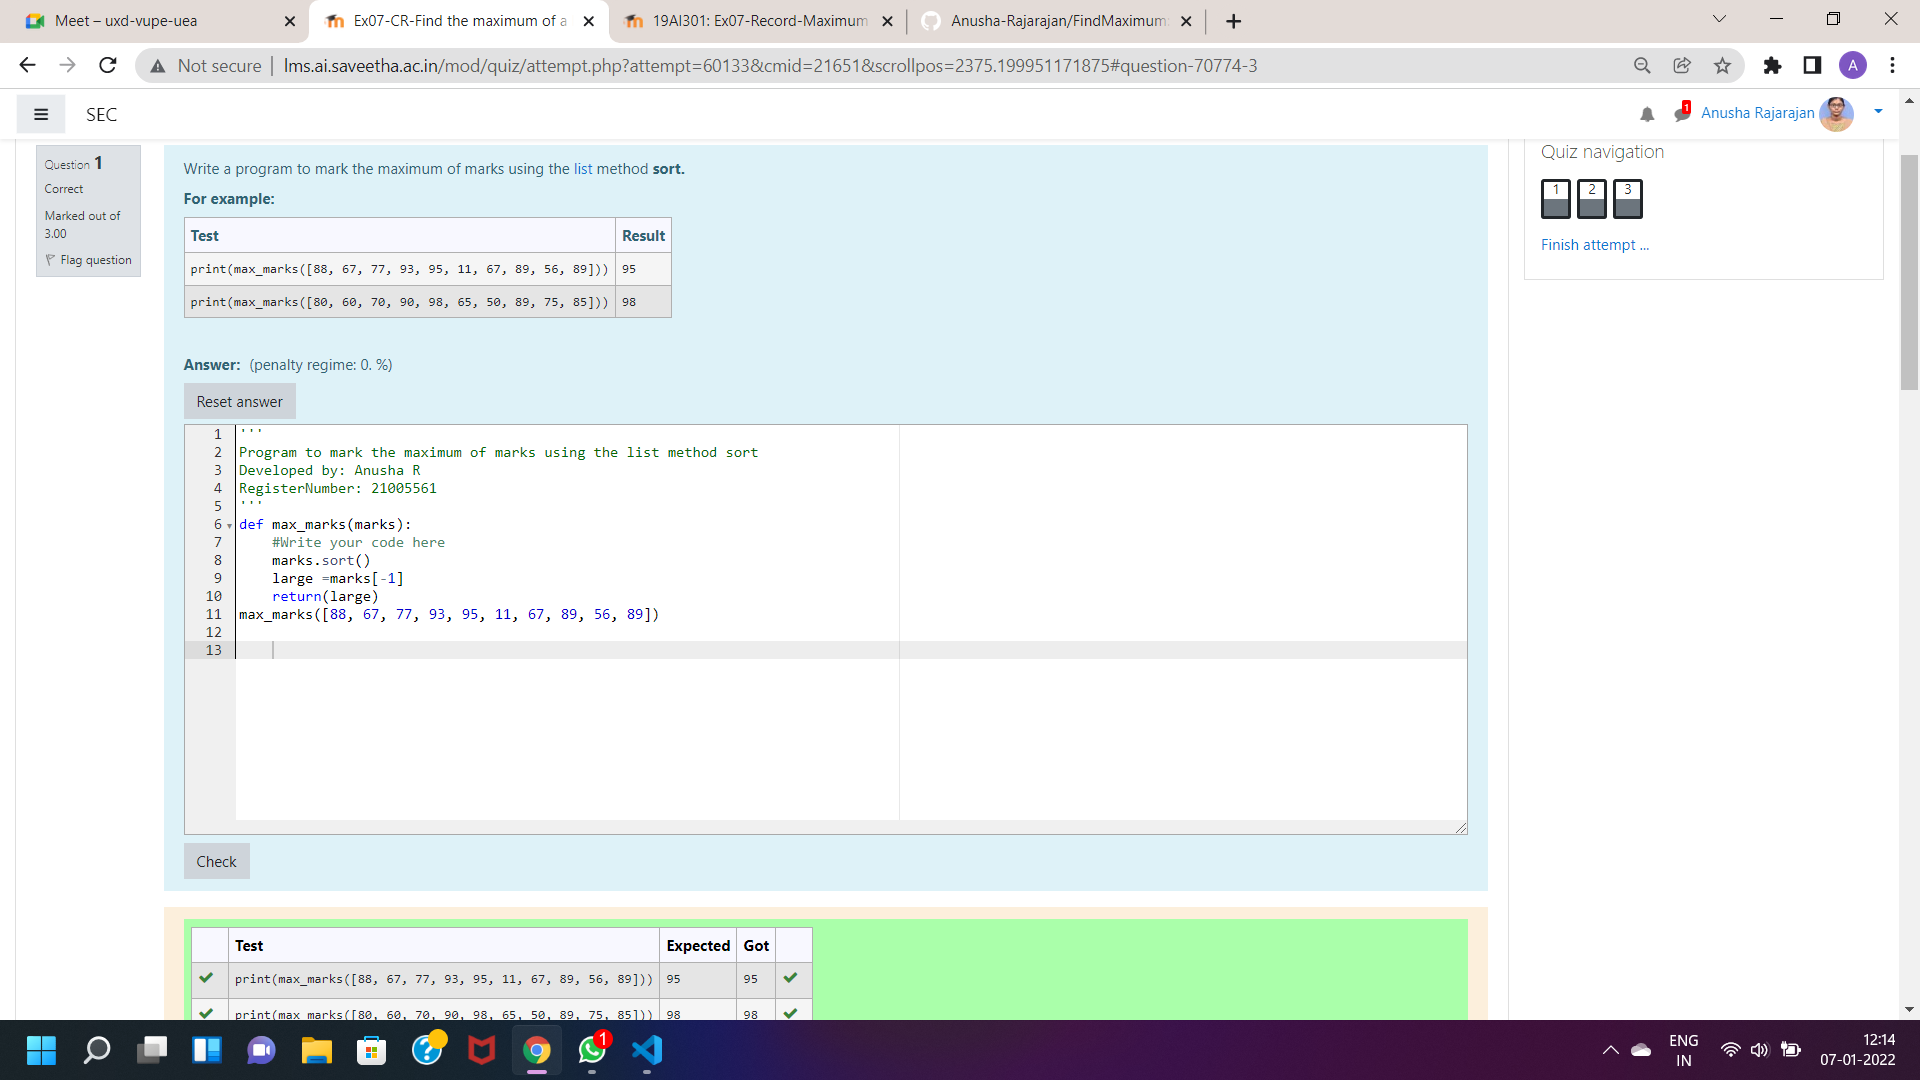 Meet – uxd-vupe-uea
Ex07-CR-Find the maximum of a
19AI301: Ex07-Record-Maximum
Anusha-Rajarajan/FindMaximum:
Not secure | lms.ai.saveetha.ac.in/mod/quiz/attempt.php?attempt=60133&cmid=21651&scrollpos=2375.199951171875#question-70774-3
A
SEC
1
Anusha Rajarajan
Question 1
Correct
Marked out of
3.00
Flag question
Write a program to mark the maximum of marks using the list method sort.
For example:
Test Result
print(max_marks([88, 67, 77, 93, 95, 11, 67, 89, 56, 89])) 95
print(max_marks([80, 60, 70, 90, 98, 65, 50, 89, 75, 85])) 98
Answer: (penalty regime: 0. %)
Reset answer
1 '''
2 Program to mark the maximum of marks using the list method sort
3 Developed by: Anusha R
4 RegisterNumber: 21005561
5 '''
6 def max_marks(marks):
7 #Write your code here
8 marks.sort()
9 large =marks[-1]
10 return(large)
11 max_marks([88, 67, 77, 93, 95, 11, 67, 89, 56, 89])
12
13
Check
Test Expected Got
print(max_marks([88, 67, 77, 93, 95, 11, 67, 89, 56, 89])) 95 95
print(max_marks([80, 60, 70, 90, 98, 65, 50, 89, 75, 85])) 98 98
Quiz navigation
1 2 3
Finish attempt ...
1
ENG
IN
12:14
07-01-2022